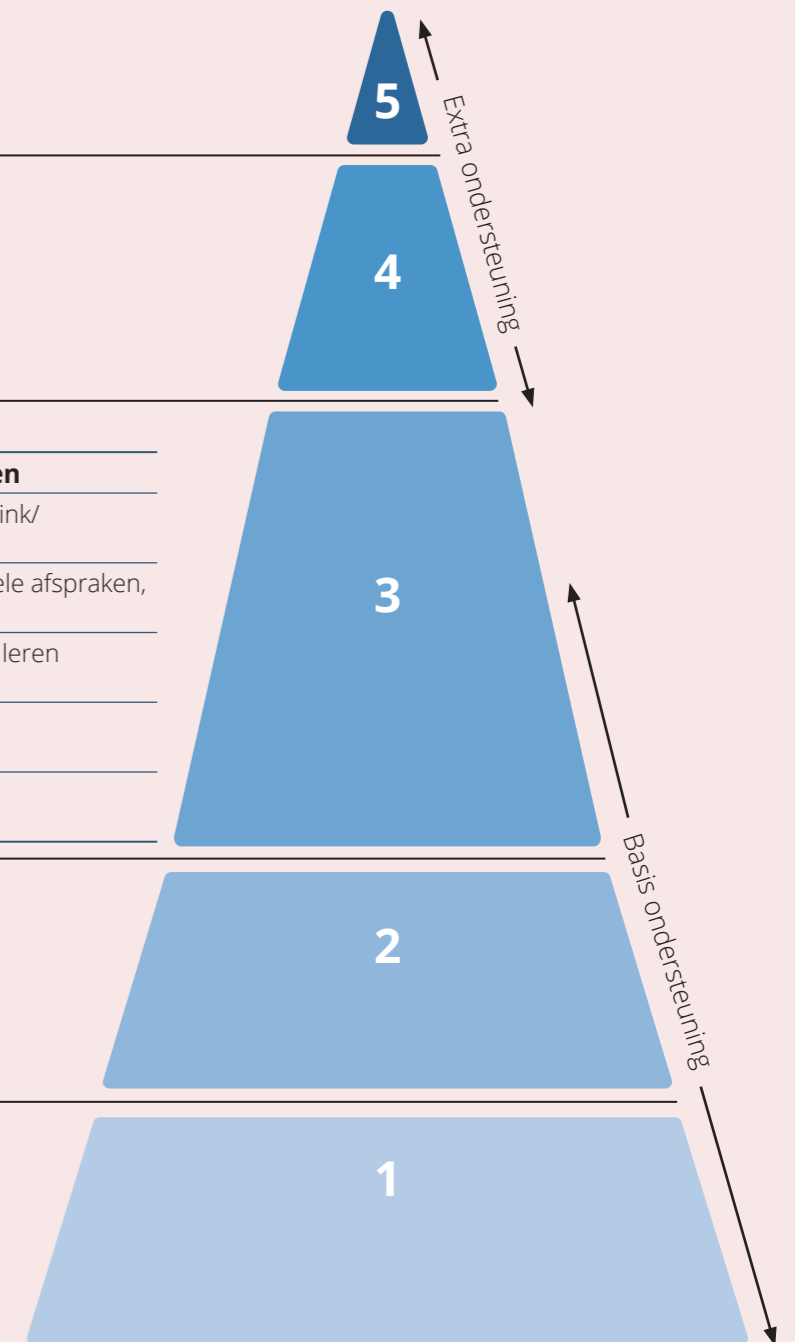 5
Extra ondersteuning
4
en
ink/
ele afspraken,
leren
3
Basis ondersteuning
2
1